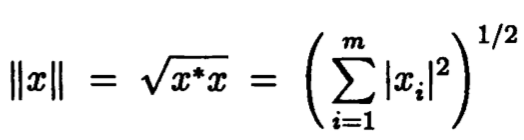 ‖x‖ = √(x*x) = (∑_{i=1}^{m} |x_i|²)^{1/2}